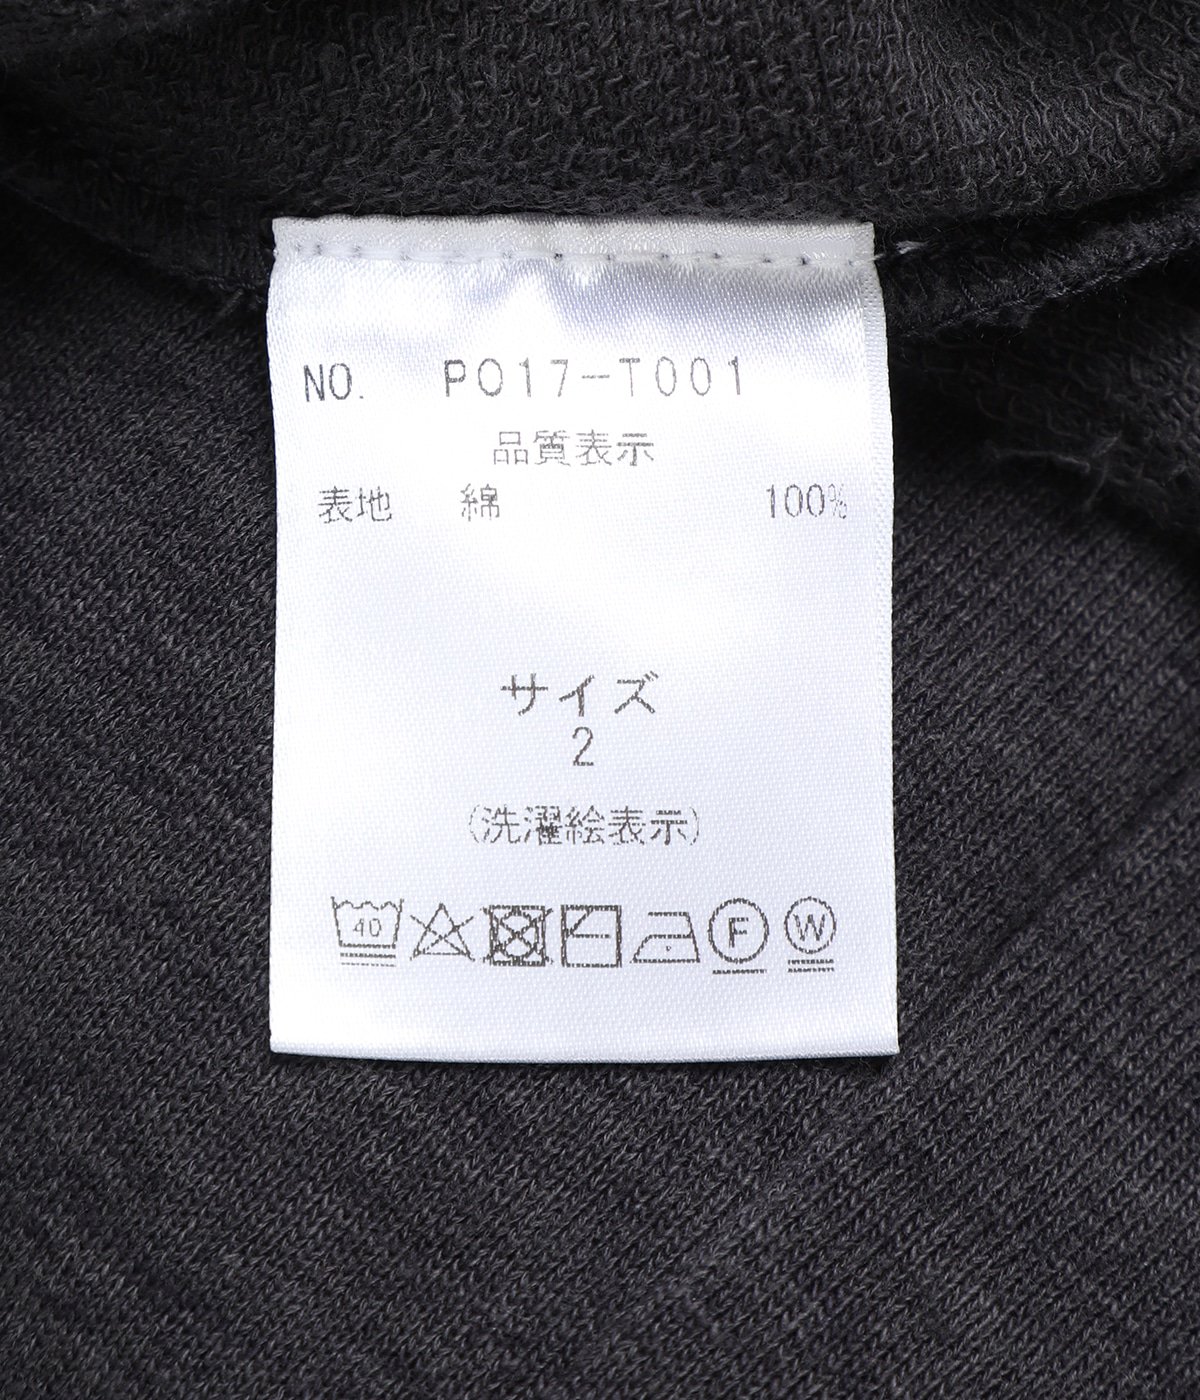 NO. PO17-T001
品質表示
表地 綿 100%
サイズ
2
(洗濯絵表示)
40 F W